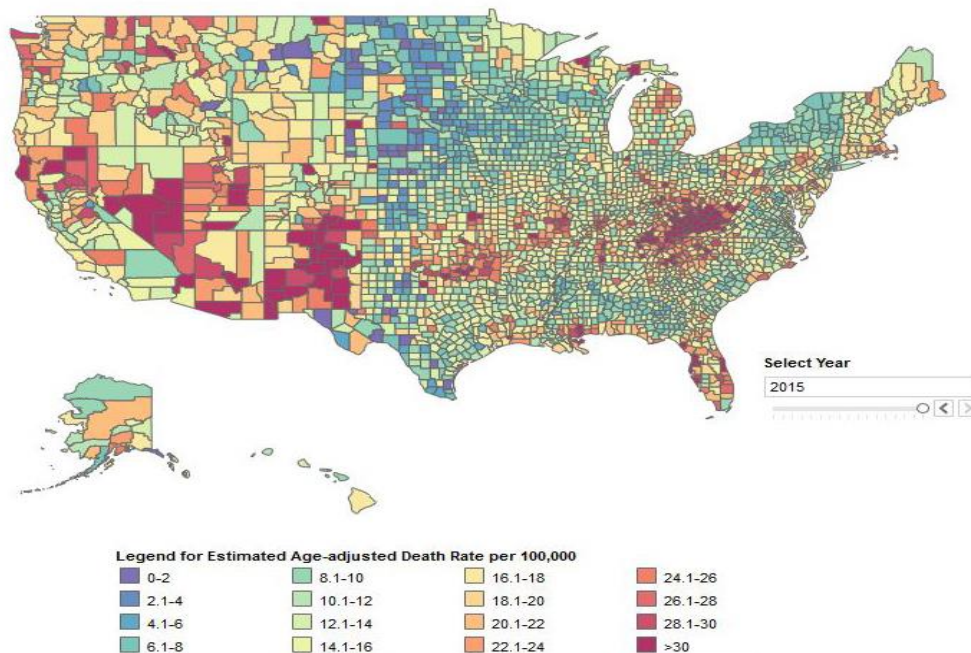 Select Year
2015
Legend for Estimated Age-adjusted Death Rate per 100,000
0-2 8.1-10 16.1-18 24.1-26
2.1-4 10.1-12 18.1-20 26.1-28
4.1-6 12.1-14 20.1-22 28.1-30
6.1-8 14.1-16 22.1-24 >30